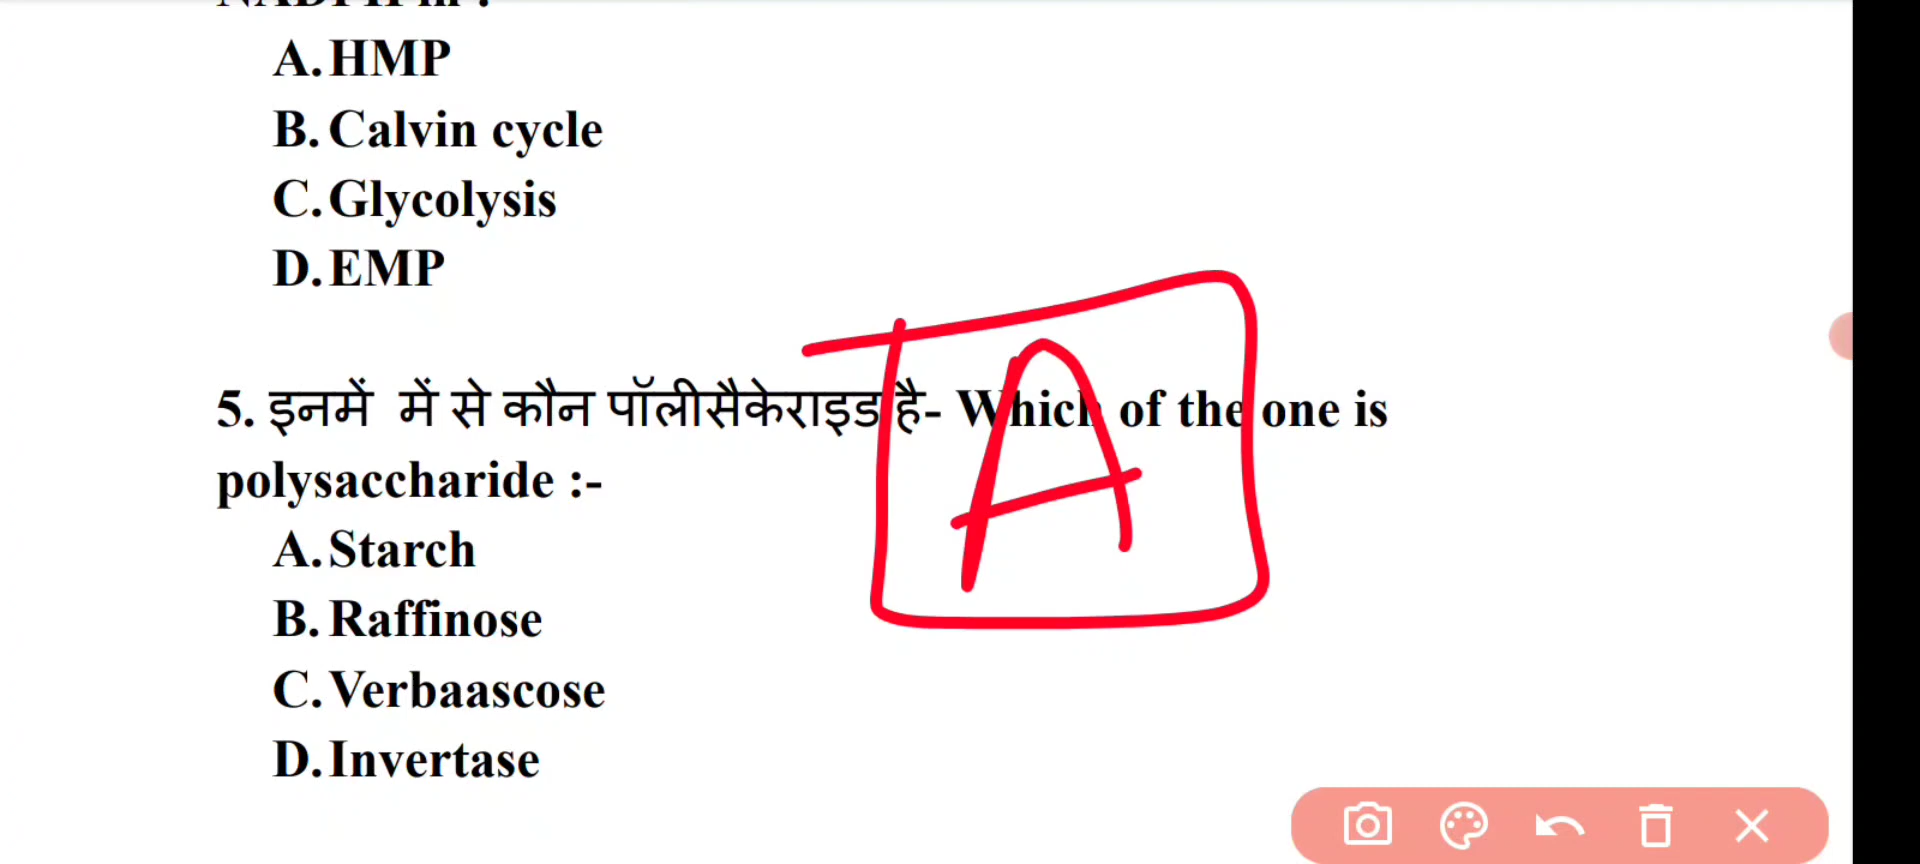 A. HMP
B. Calvin cycle
C. Glycolysis
D. EMP
5. इनमें में से कौन पॉलीसैकेराइड है- Which of the one is
polysaccharide :-
A
A. Starch
B. Raffinose
C. Verbaascose
D. Invertase